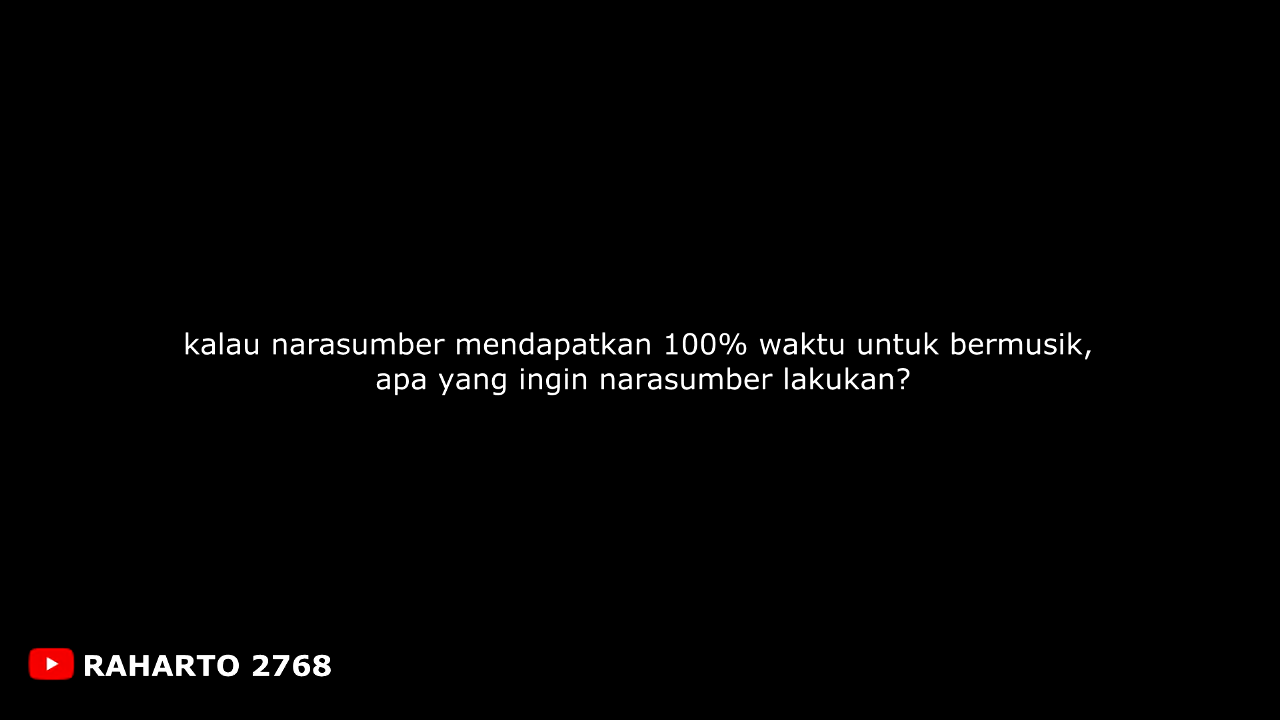 kalau narasumber mendapatkan 100% waktu untuk bermusik,
apa yang ingin narasumber lakukan?
RAHARTO 2768